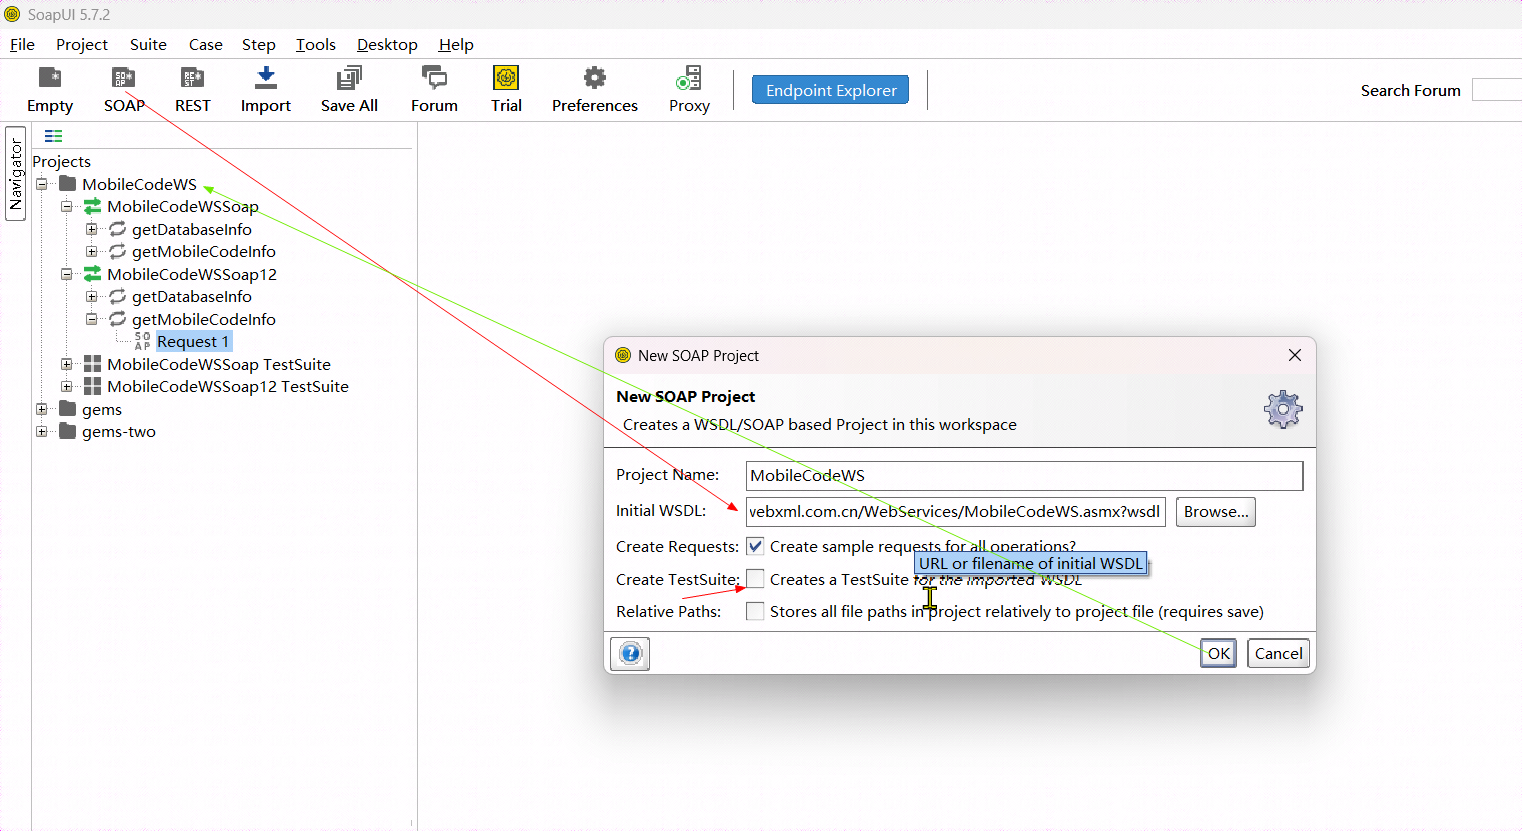 SoapUI 5.7.2
File Project Suite Case Step Tools Desktop Help
Empty SOAP REST Import Save All Forum Trial Preferences Proxy Endpoint Explorer Search Forum
Navigator
Projects
MobileCodeWS
MobileCodeWSSoap
getDatabaseInfo
getMobileCodeInfo
MobileCodeWSSoap12
getDatabaseInfo
getMobileCodeInfo
SOAP Request 1
MobileCodeWSSoap TestSuite
MobileCodeWSSoap12 TestSuite
gems
gems-two
New SOAP Project
New SOAP Project
Creates a WSDL/SOAP based Project in this workspace
Project Name: MobileCodeWS
Initial WSDL: vebxml.com.cn/WebServices/MobileCodeWS.asmx?wsdl Browse...
Create Requests: Create sample requests for all operations?
URL or filename of initial WSDL
Create TestSuite: Creates a TestSuite for the imported WSDL
Relative Paths: Stores all file paths in project relatively to project file (requires save)
OK Cancel